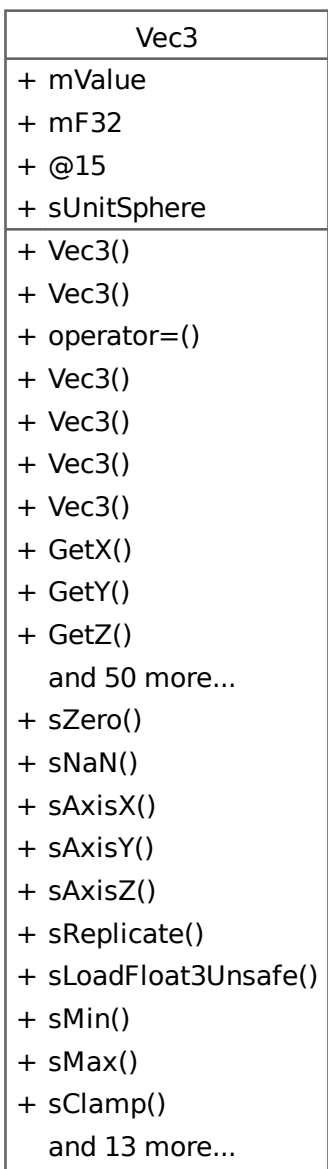 Vec3
+ mValue
+ mF32
+ @15
+ sUnitSphere
+ Vec3()
+ Vec3()
+ operator=()
+ Vec3()
+ Vec3()
+ Vec3()
+ Vec3()
+ GetX()
+ GetY()
+ GetZ()
and 50 more...
+ sZero()
+ sNaN()
+ sAxisX()
+ sAxisY()
+ sAxisZ()
+ sReplicate()
+ sLoadFloat3Unsafe()
+ sMin()
+ sMax()
+ sClamp()
and 13 more...